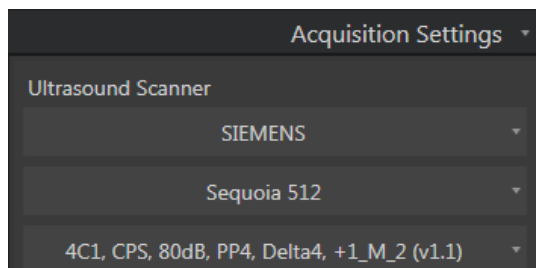 Acquisition Settings
Ultrasound Scanner
SIEMENS
Sequoia 512
4C1, CPS, 80dB, PP4, Delta4, +1_M_2 (v1.1)